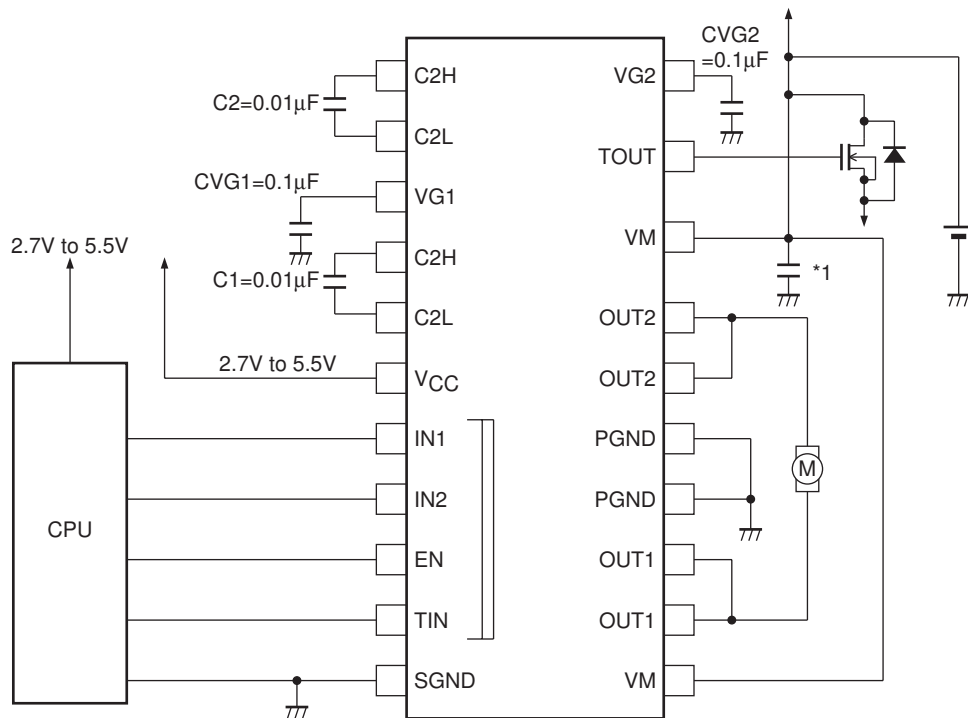 C2H
C2=0.01μF
C2L
CVG1=0.1μF
VG1
2.7V to 5.5V
C2H
C1=0.01μF
C2L
2.7V to 5.5V
VCC
IN1
IN2
EN
TIN
SGND
CPU
CVG2
=0.1μF
VG2
TOUT
VM
*1
OUT2
OUT2
PGND
PGND
M
OUT1
OUT1
VM